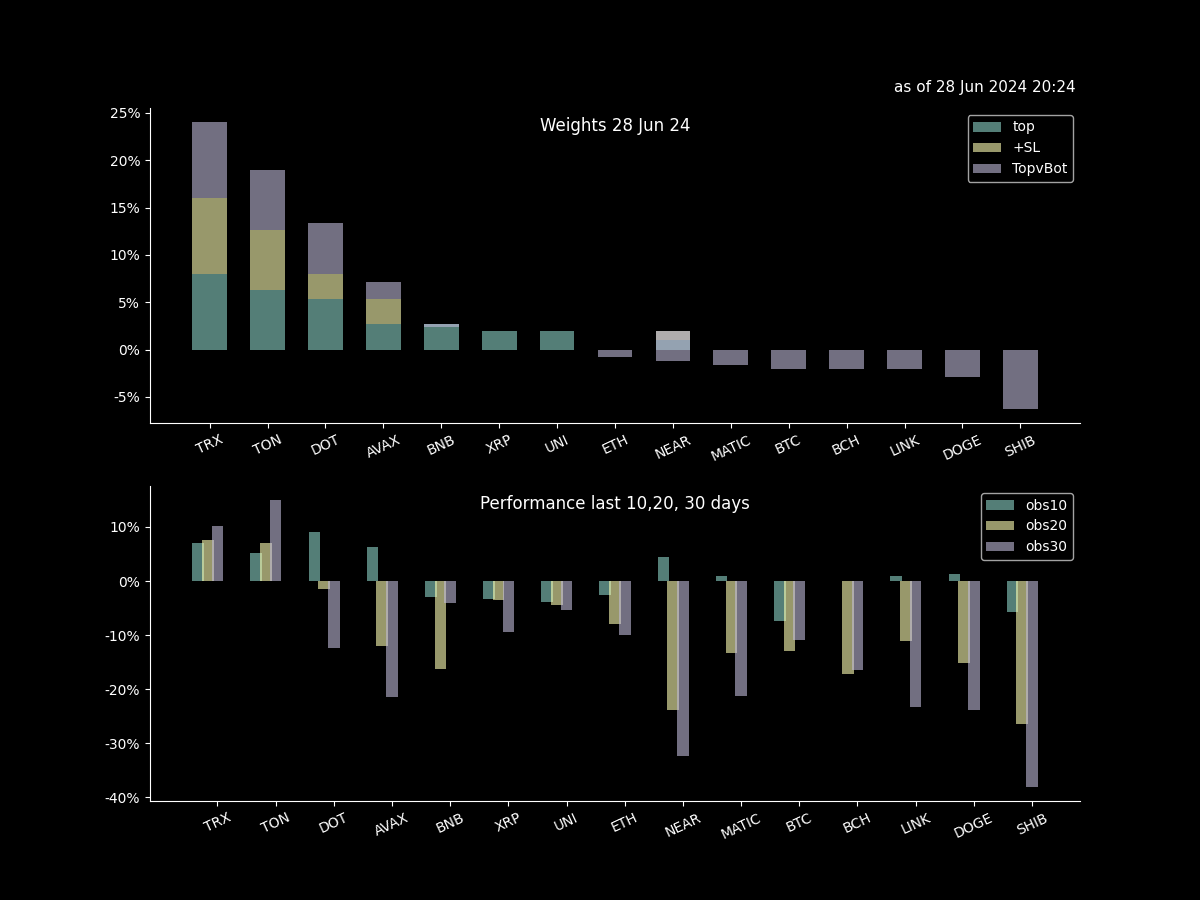 as of 28 Jun 2024 20:24
Weights 28 Jun 24
top
+SL
TopvBot
25%
20%
15%
10%
5%
0%
-5%
TRX TON DOT AVAX BNB XRP UNI ETH NEAR MATIC BTC BCH LINK DOGE SHIB
Performance last 10,20, 30 days
obs10
obs20
obs30
10%
0%
-10%
-20%
-30%
-40%
TRX TON DOT AVAX BNB XRP UNI ETH NEAR MATIC BTC BCH LINK DOGE SHIB